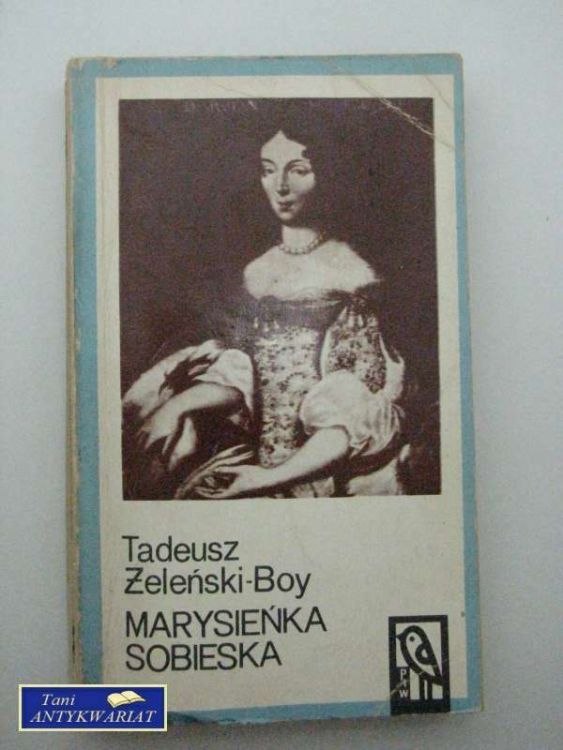 Tadeusz
Żeleński-Boy
MARYSIEŃKA
SOBIESKA
PIW
Tani
ANTYKWARIAT